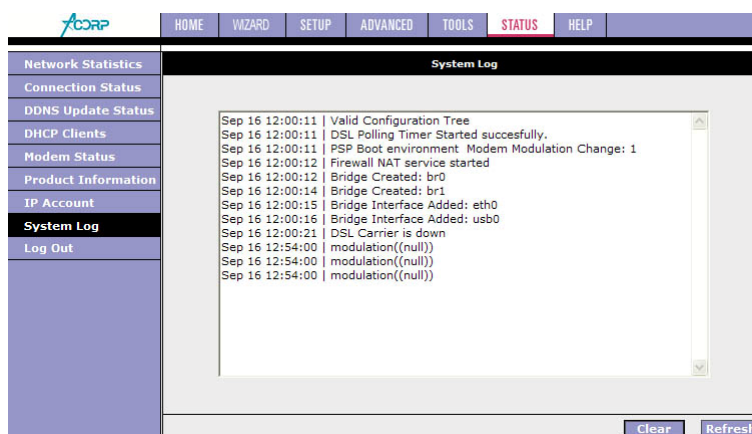 ACORP
HOME WIZARD SETUP ADVANCED TOOLS STATUS HELP
Network Statistics
Connection Status
DDNS Update Status
DHCP Clients
Modem Status
Product Information
IP Account
System Log
Log Out
System Log
Sep 16 12:00:11 | Valid Configuration Tree
Sep 16 12:00:11 | DSL Polling Timer Started succesfully.
Sep 16 12:00:11 | PSP Boot environment  Modem Modulation Change: 1
Sep 16 12:00:12 | Firewall NAT service started
Sep 16 12:00:12 | Bridge Created: br0
Sep 16 12:00:14 | Bridge Created: br1
Sep 16 12:00:15 | Bridge Interface Added: eth0
Sep 16 12:00:16 | Bridge Interface Added: usb0
Sep 16 12:00:21 | DSL Carrier is down
Sep 16 12:54:00 | modulation((null))
Sep 16 12:54:00 | modulation((null))
Sep 16 12:54:00 | modulation((null))
Clear Refresh